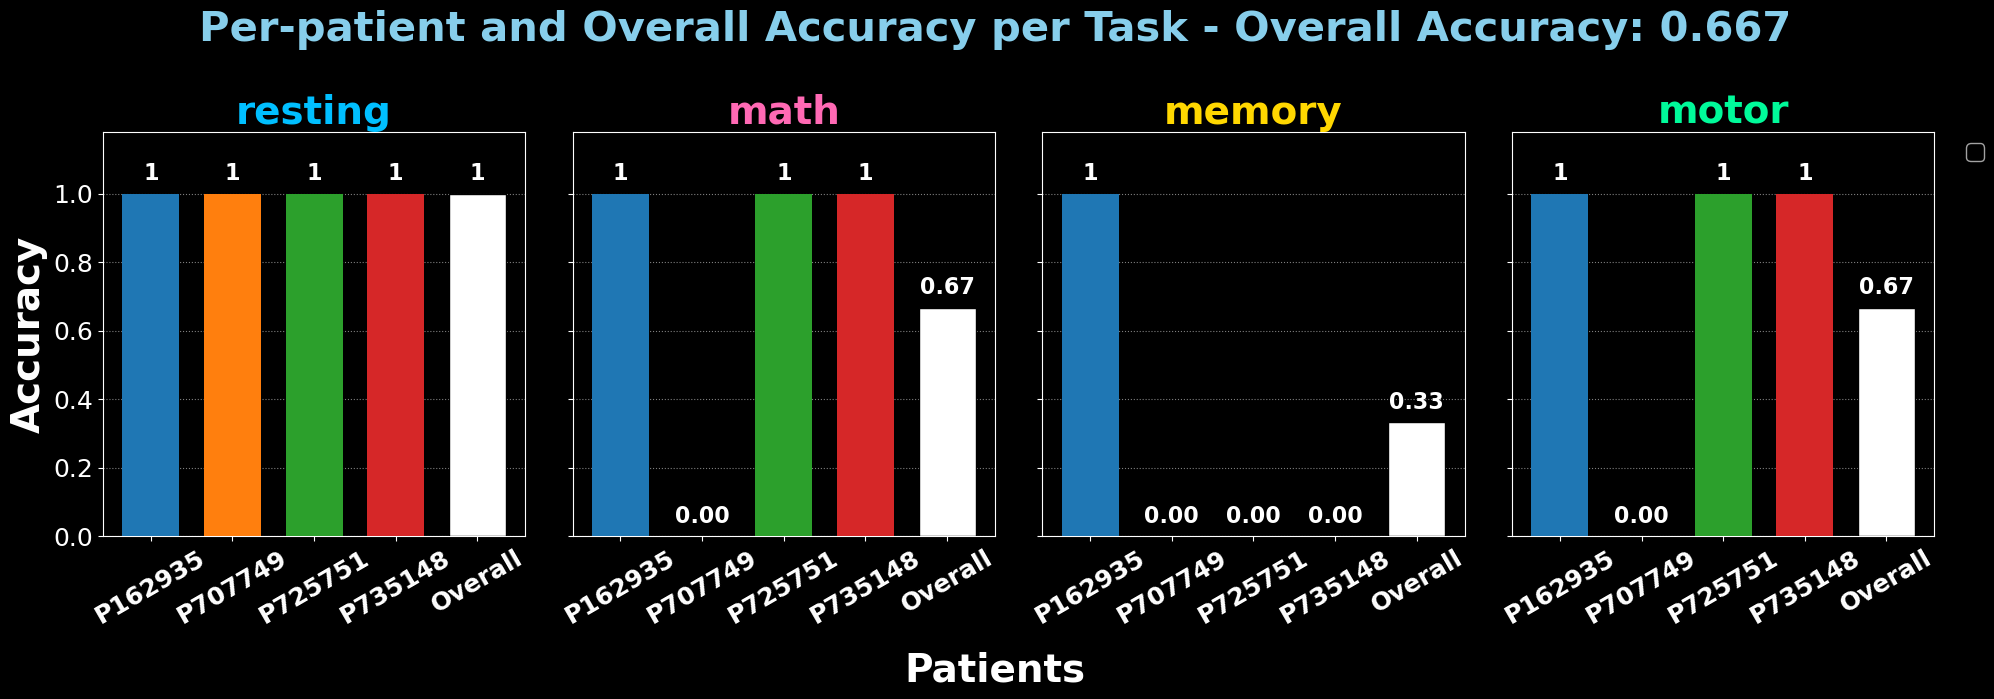 Per-patient and Overall Accuracy per Task - Overall Accuracy: 0.667
resting
math
memory
motor
Accuracy
1.0
0.8
0.6
0.4
0.2
0.0
1 1 1 1 1
1 0.00 1 1 0.67
1 0.00 0.00 0.00 0.33
1 0.00 1 1 0.67
P162935 P707749 P725751 P735148 Overall
P162935 P707749 P725751 P735148 Overall
P162935 P707749 P725751 P735148 Overall
P162935 P707749 P725751 P735148 Overall
Patients